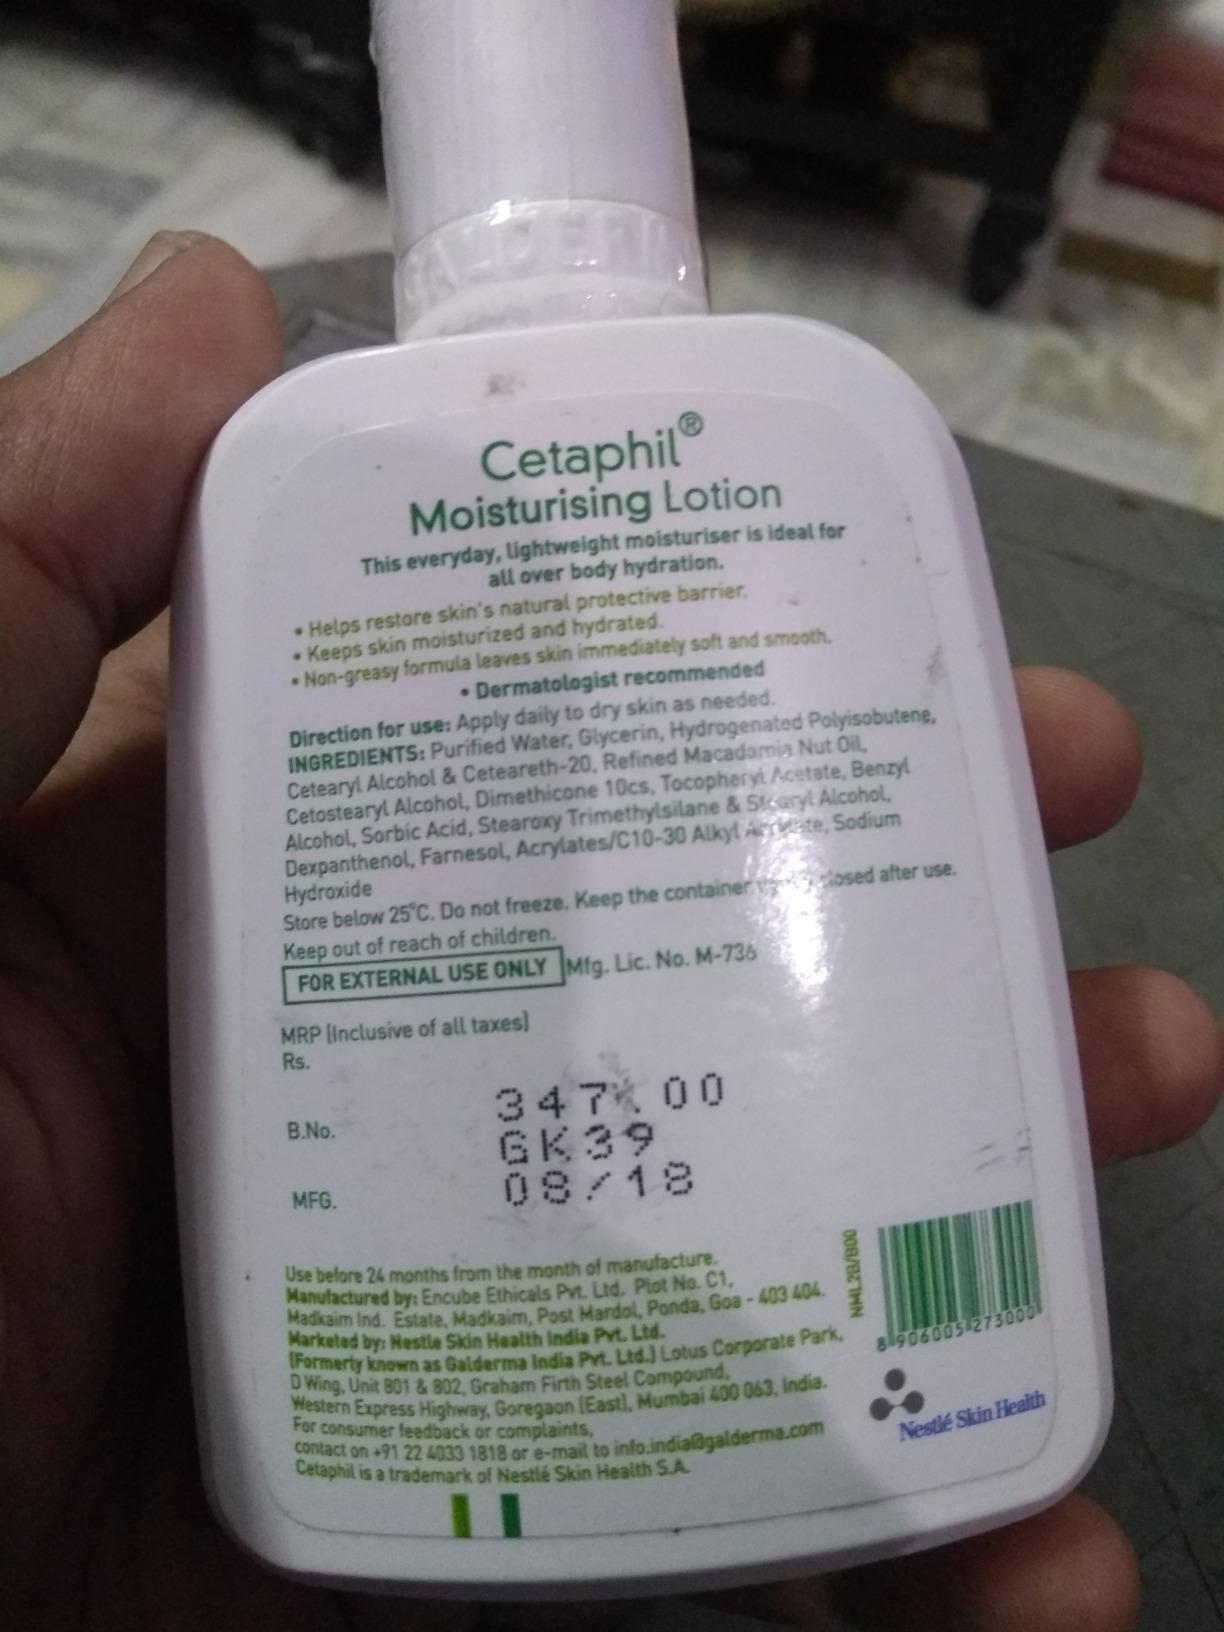 GALDERM
Cetaphil®
Moisturising Lotion
This everyday, lightweight moisturiser is ideal for
all over body hydration.
• Helps restore skin's natural protective barrier.
• Keeps skin moisturized and hydrated.
• Non-greasy formula leaves skin immediately soft and smooth.
• Dermatologist recommended
Direction for use: Apply daily to dry skin as needed.
INGREDIENTS: Purified Water, Glycerin, Hydrogenated Polyisobutene,
Cetearyl Alcohol & Ceteareth-20, Refined Macadamia Nut Oil,
Cetostearyl Alcohol, Dimethicone 10cs, Tocopheryl Acetate, Benzyl
Alcohol, Sorbic Acid, Stearoxy Trimethylsilane & Stearyl Alcohol,
Dexpanthenol, Farnesol, Acrylates/C10-30 Alkyl Acrylate, Sodium
Hydroxide
Store below 25°C. Do not freeze. Keep the container closed after use.
Keep out of reach of children.
FOR EXTERNAL USE ONLY Mfg. Lic. No. M-736
MRP (Inclusive of all taxes)
Rs.
347.00
B.No.
GK39
MFG.
08/18
Use before 24 months from the month of manufacture.
Manufactured by: Encube Ethicals Pvt. Ltd. Plot No. C1,
Madkaim Ind. Estate, Madkaim, Post Mardol, Ponda, Goa - 403 404.
Marketed by: Nestle Skin Health India Pvt. Ltd.
(Formerly known as Galderma India Pvt. Ltd.) Lotus Corporate Park,
D Wing, Unit 801 & 802, Graham Firth Steel Compound,
Western Express Highway, Goregaon (East), Mumbai 400 063, India.
For consumer feedback or complaints,
contact on +91 22 4033 1818 or e-mail to info.india@galderma.com
Cetaphil is a trademark of Nestlé Skin Health S.A.
NML2B/B00
8 906005 273000
Nestlé Skin Health